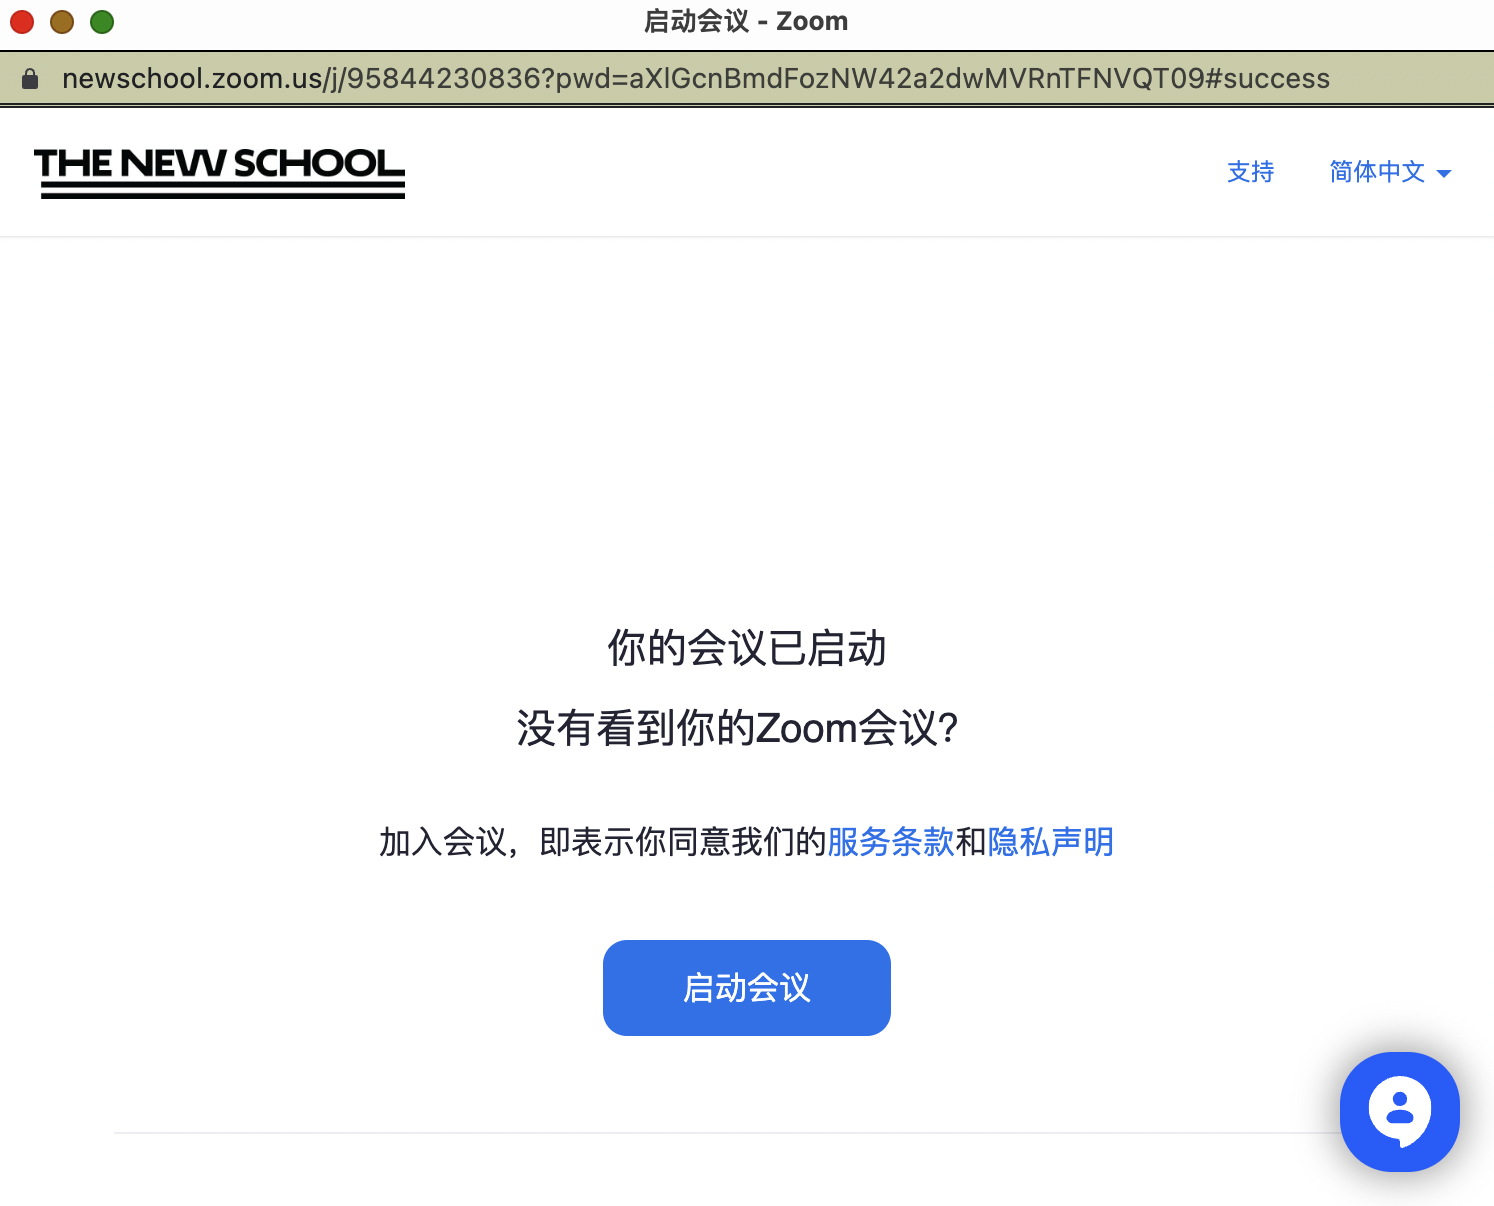 启动会议 - Zoom
newschool.zoom.us/j/95844230836?pwd=aXlGcnBmdFozNW42a2dwMVRnTFNVQT09#success
THE NEW SCHOOL
支持 简体中文
你的会议已启动
没有看到你的Zoom会议?
加入会议，即表示你同意我们的服务条款和隐私声明
启动会议